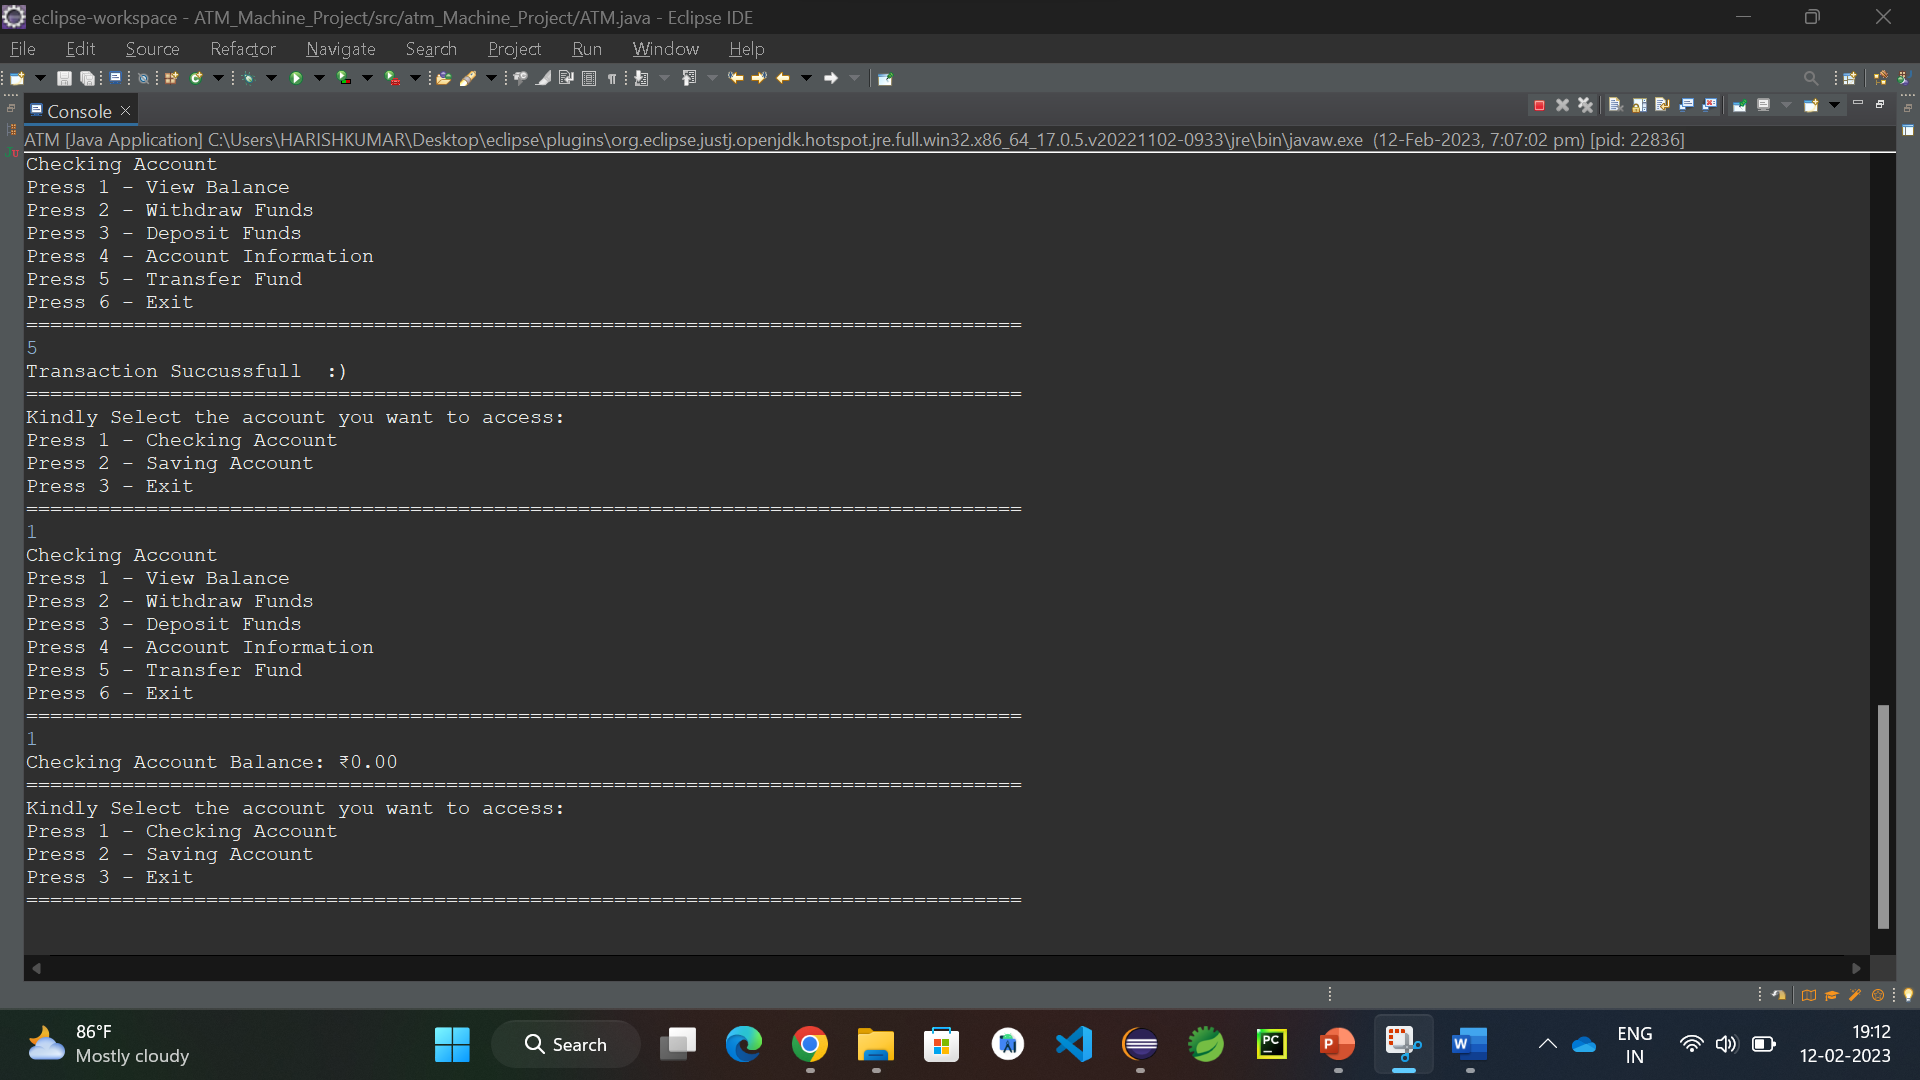 eclipse-workspace - ATM_Machine_Project/src/atm_Machine_Project/ATM.java - Eclipse IDE
File Edit Source Refactor Navigate Search Project Run Window Help
Console
ATM [Java Application] C:\Users\HARISHKUMAR\Desktop\eclipse\plugins\org.eclipse.justj.openjdk.hotspot.jre.full.win32.x86_64_17.0.5.v20221102-0933\jre\bin\javaw.exe (12-Feb-2023, 7:07:02 pm) [pid: 22836]
Checking Account
Press 1 - View Balance
Press 2 - Withdraw Funds
Press 3 - Deposit Funds
Press 4 - Account Information
Press 5 - Transfer Fund
Press 6 - Exit
===================================================================================
5
Transaction Succussfull  :)
===================================================================================
Kindly Select the account you want to access:
Press 1 - Checking Account
Press 2 - Saving Account
Press 3 - Exit
===================================================================================
1
Checking Account
Press 1 - View Balance
Press 2 - Withdraw Funds
Press 3 - Deposit Funds
Press 4 - Account Information
Press 5 - Transfer Fund
Press 6 - Exit
===================================================================================
1
Checking Account Balance: ₹0.00
===================================================================================
Kindly Select the account you want to access:
Press 1 - Checking Account
Press 2 - Saving Account
Press 3 - Exit
===================================================================================
86°F
Mostly cloudy
Search
PC
P
W
ENG
IN
19:12
12-02-2023